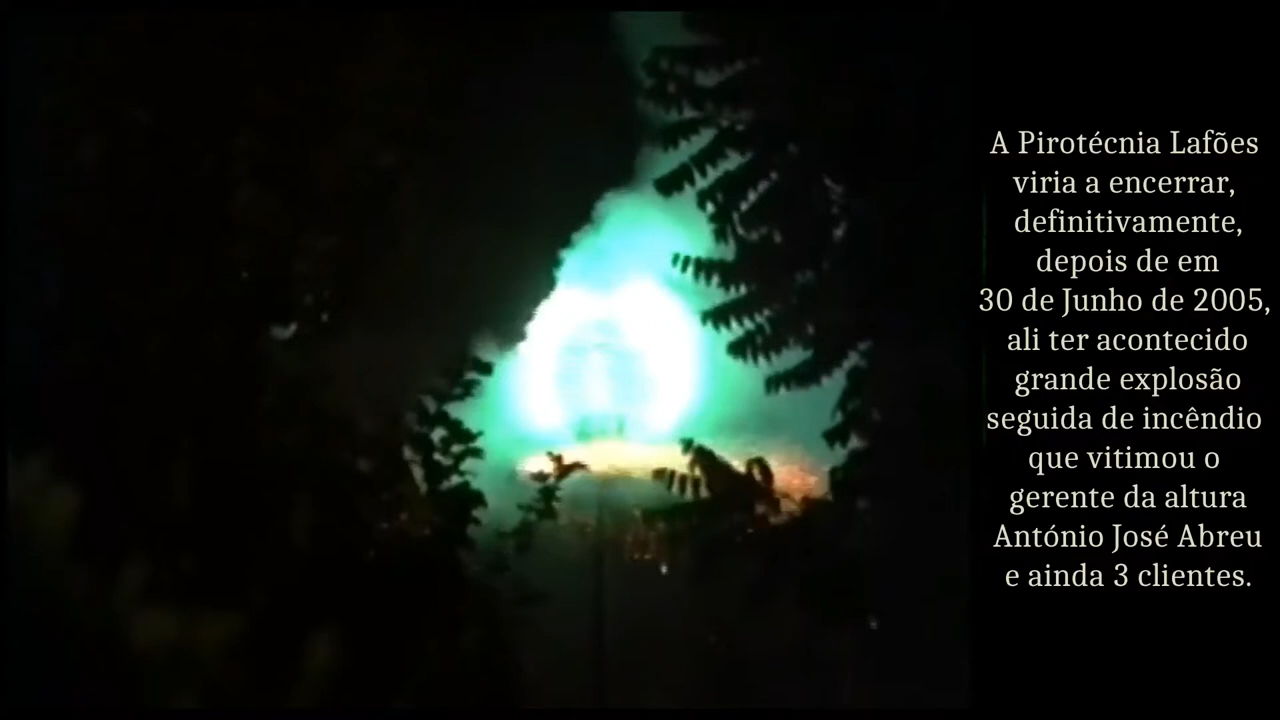 A Pirotécnia Lafões
viria a encerrar,
definitivamente,
depois de em
30 de Junho de 2005,
ali ter acontecido
grande explosão
seguida de incêndio
que vitimou o
gerente da altura
António José Abreu
e ainda 3 clientes.